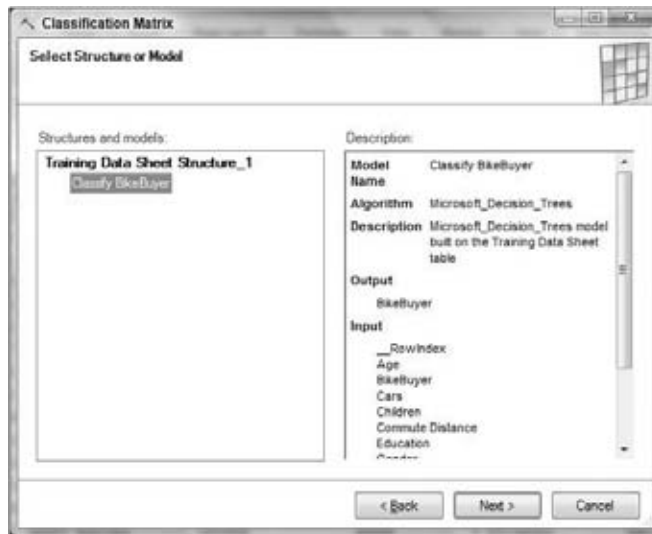 Classification Matrix
Select Structure or Model
Structures and models:
Training Data Sheet Structure_1
Classify BikeBuyer
Description:
Model Name Classify BikeBuyer
Algorithm Microsoft_Decision_Trees
Description Microsoft_Decision_Trees model
built on the Training Data Sheet
table
Output
BikeBuyer
Input
__RowIndex
Age
BikeBuyer
Cars
Children
Commute Distance
Education
< Back
Next >
Cancel